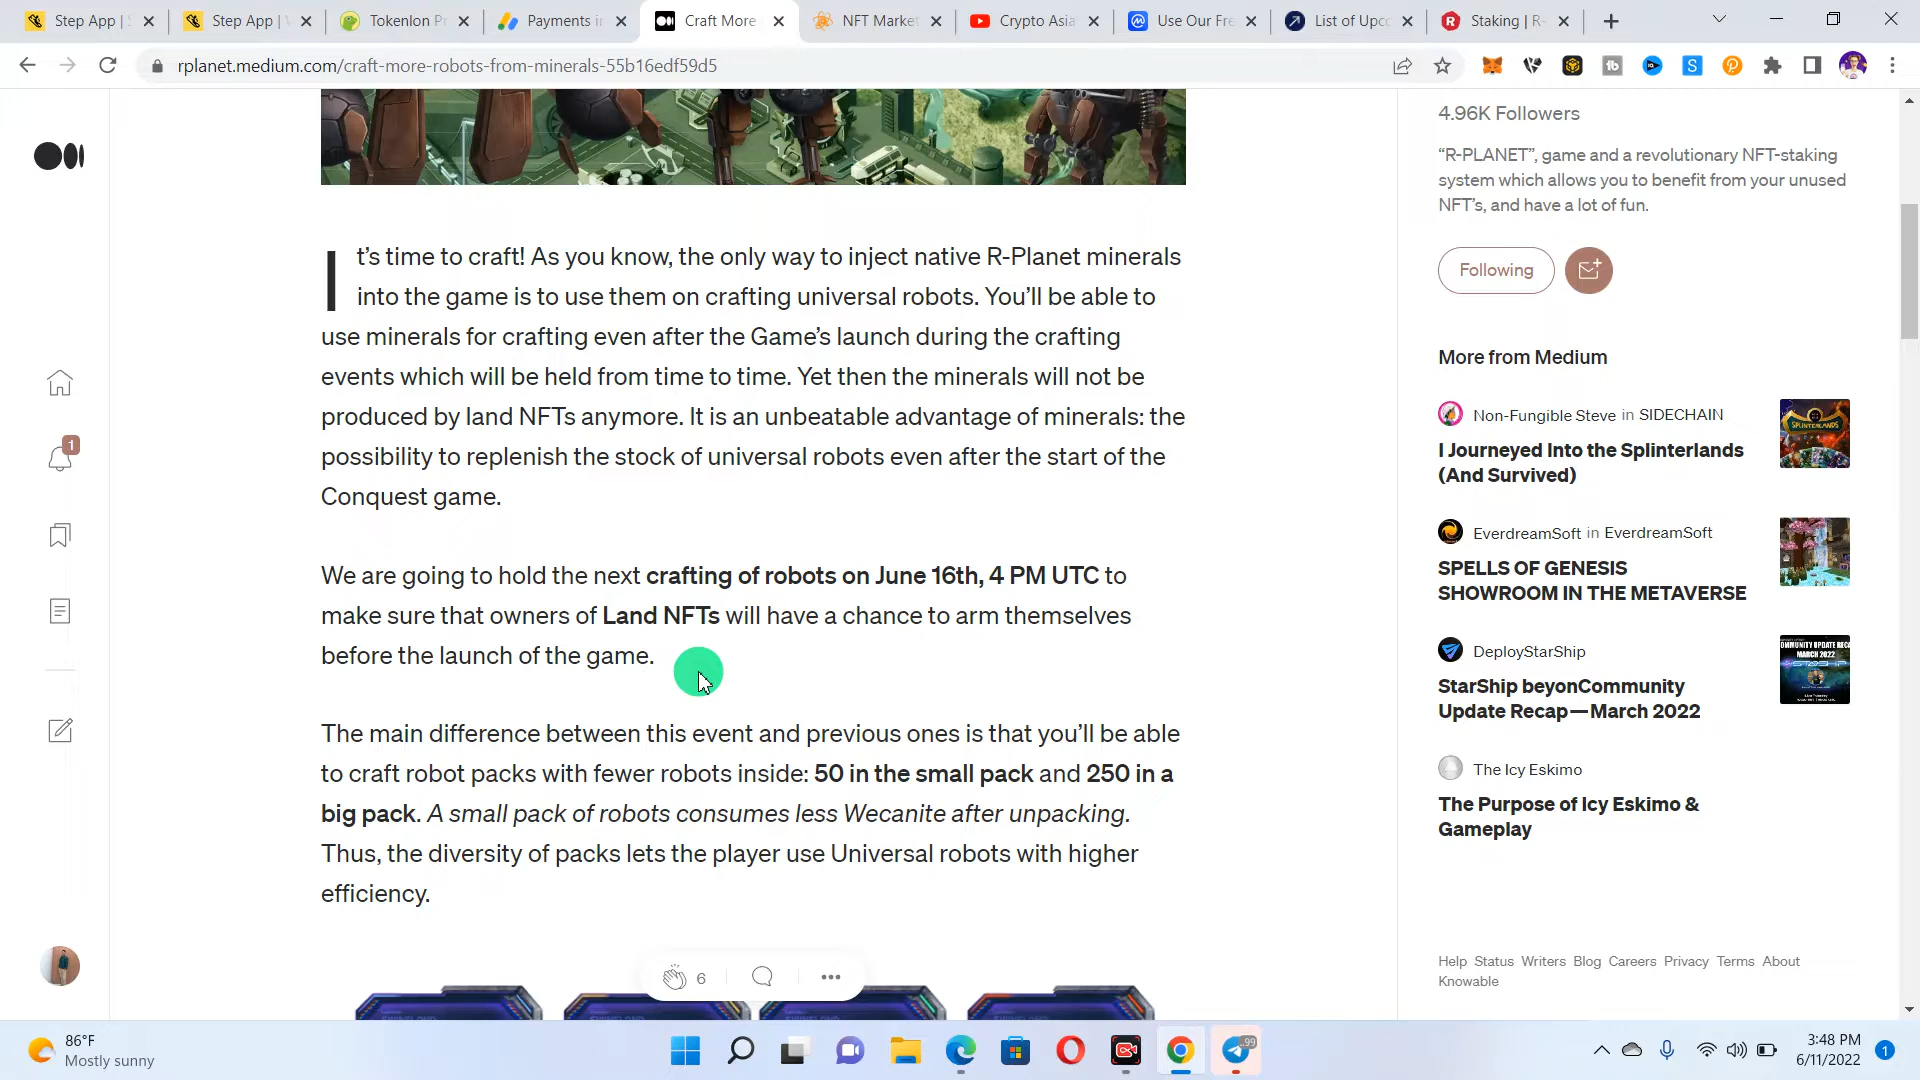 Step App | S
Step App | W
Tokenlon Pr
Payments in
Craft More
NFT Market
Crypto Asia
Use Our Fre
List of Upco
Staking | R-
rplanet.medium.com/craft-more-robots-from-minerals-55b16edf59d5
It's time to craft! As you know, the only way to inject native R-Planet minerals
into the game is to use them on crafting universal robots. You'll be able to
use minerals for crafting even after the Game's launch during the crafting
events which will be held from time to time. Yet then the minerals will not be
produced by land NFTs anymore. It is an unbeatable advantage of minerals: the
possibility to replenish the stock of universal robots even after the start of the
Conquest game.
We are going to hold the next crafting of robots on June 16th, 4 PM UTC to
make sure that owners of Land NFTs will have a chance to arm themselves
before the launch of the game.
The main difference between this event and previous ones is that you'll be able
to craft robot packs with fewer robots inside: 50 in the small pack and 250 in a
big pack. A small pack of robots consumes less Wecanite after unpacking.
Thus, the diversity of packs lets the player use Universal robots with higher
efficiency.
6
1
4.96K Followers
“R-PLANET”, game and a revolutionary NFT-staking
system which allows you to benefit from your unused
NFT's, and have a lot of fun.
Following
More from Medium
Non-Fungible Steve in SIDECHAIN
I Journeyed Into the Splinterlands
(And Survived)
SPLINTERLANDS
EverdreamSoft in EverdreamSoft
SPELLS OF GENESIS
SHOWROOM IN THE METAVERSE
DeployStarShip
StarShip beyonCommunity
Update Recap—March 2022
MARCH 2022
STARSHIP
The Icy Eskimo
The Purpose of Icy Eskimo &
Gameplay
Help Status Writers Blog Careers Privacy Terms About
Knowable
86°F
Mostly sunny
99
3:48 PM
6/11/2022
1